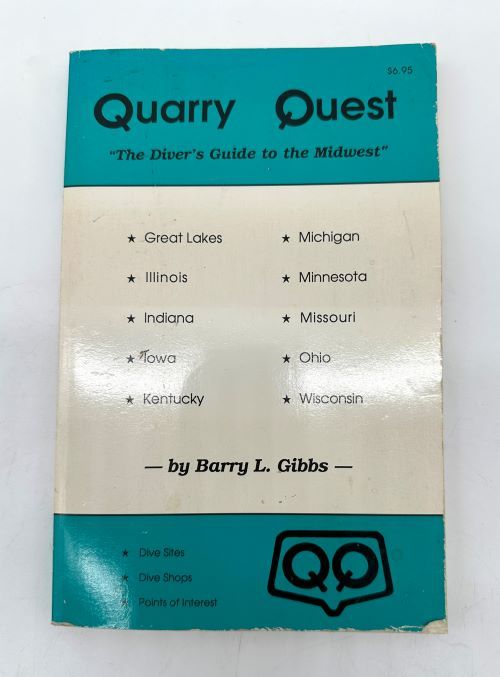 $6.95
Quarry Quest
"The Diver's Guide to the Midwest"
★ Great Lakes ★ Michigan
★ Illinois ★ Minnesota
★ Indiana ★ Missouri
★ Iowa ★ Ohio
★ Kentucky ★ Wisconsin
— by Barry L. Gibbs —
★ Dive Sites
★ Dive Shops
★ Points of Interest
QQ